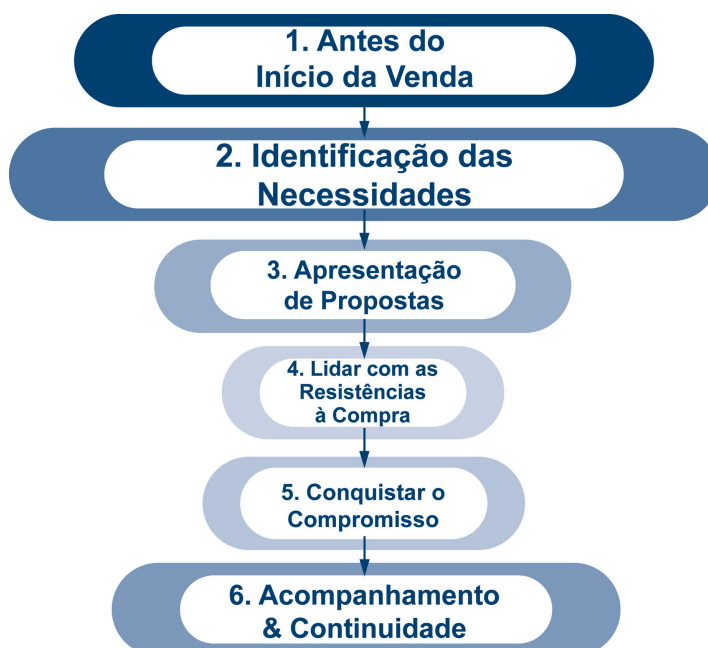 1. Antes do
Início da Venda
2. Identificação das
Necessidades
3. Apresentação
de Propostas
4. Lidar com as
Resistências
à Compra
5. Conquistar o
Compromisso
6. Acompanhamento
& Continuidade